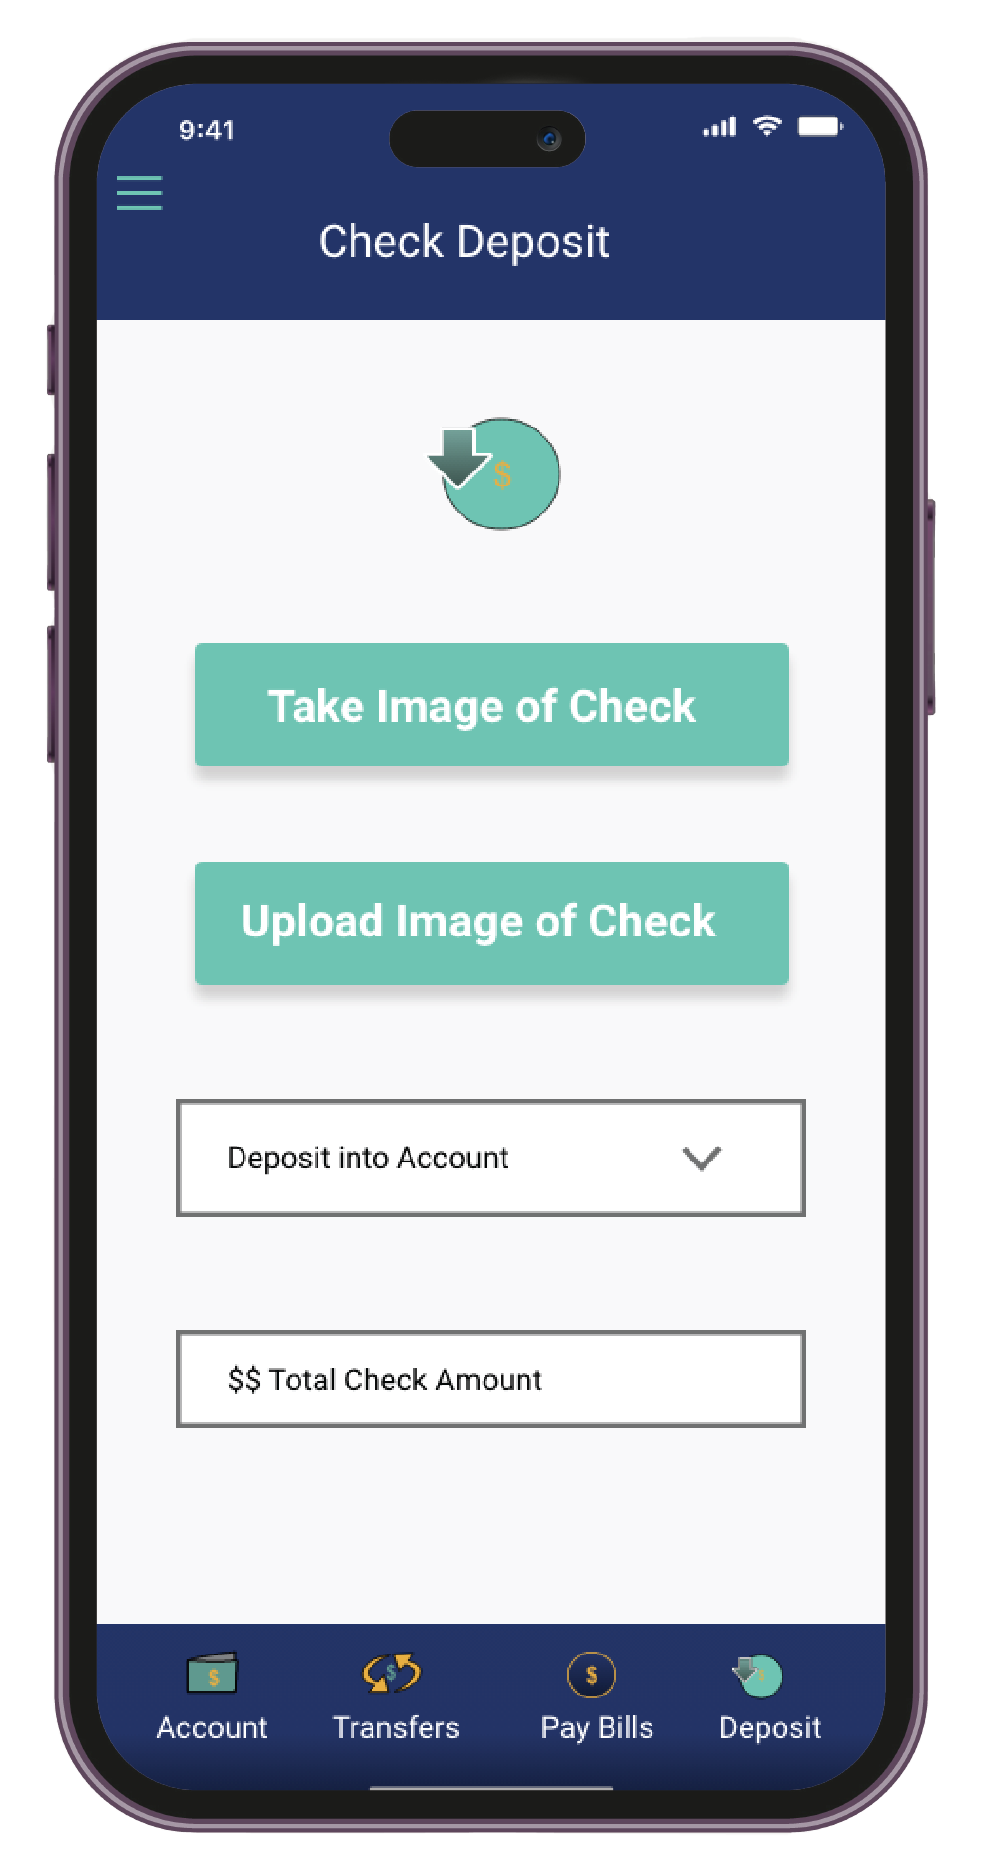 9:41
Check Deposit
$
Take Image of Check
Upload Image of Check
Deposit into Account
$$ Total Check Amount
$ $ $ $
Account Transfers Pay Bills Deposit